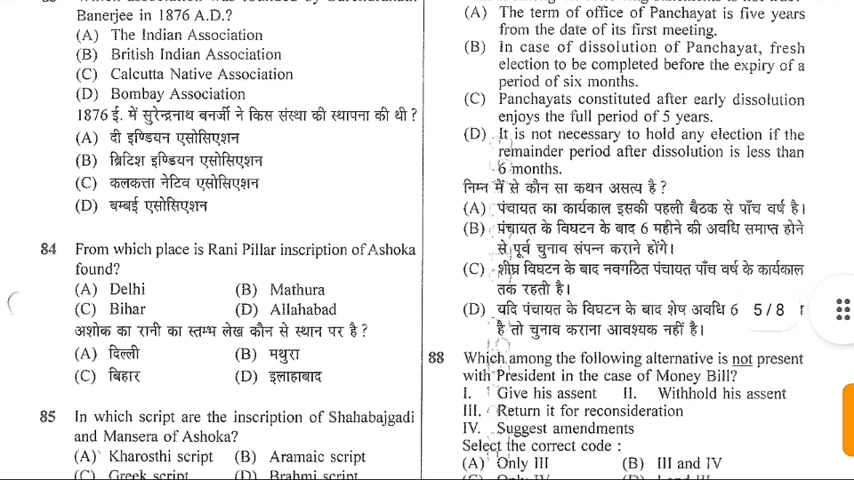 Banerjee in 1876 A.D.?
(A) The Indian Association
(B) British Indian Association
(C) Calcutta Native Association
(D) Bombay Association
1876 ई. में सुरेन्द्रनाथ बनर्जी ने किस संस्था की स्थापना की थी ?
(A) दी इण्डियन एसोसिएशन
(B) ब्रिटिश इण्डियन एसोसिएशन
(C) कलकत्ता नेटिव एसोसिएशन
(D) बम्बई एसोसिएशन
84 From which place is Rani Pillar inscription of Ashoka
found?
(A) Delhi (B) Mathura
(C) Bihar (D) Allahabad
अशोक का रानी का स्तम्भ लेख कौन से स्थान पर है ?
(A) दिल्ली (B) मथुरा
(C) बिहार (D) इलाहाबाद
85 In which script are the inscription of Shahabajgadi
and Mansera of Ashoka?
(A) Kharosthi script (B) Aramaic script
(C) Greek script (D) Brahmi script
(A) The term of office of Panchayat is five years
from the date of its first meeting.
(B) In case of dissolution of Panchayat, fresh
election to be completed before the expiry of a
period of six months.
(C) Panchayats constituted after early dissolution
enjoys the full period of 5 years.
(D) It is not necessary to hold any election if the
remainder period after dissolution is less than
6 months.
निम्न में से कौन सा कथन असत्य है ?
(A) पंचायत का कार्यकाल इसकी पहली बैठक से पाँच वर्ष है।
(B) पंचायत के विघटन के बाद 6 महीने की अवधि समाप्त होने
से पूर्व चुनाव संपन्न कराने होंगे।
(C) शीघ्र विघटन के बाद नवगठित पंचायत पाँच वर्ष के कार्यकाल
तक रहती है।
(D) यदि पंचायत के विघटन के बाद शेष अवधि 6
है तो चुनाव कराना आवश्यक नहीं है।
5 / 8
88 Which among the following alternative is not present
with President in the case of Money Bill?
I. Give his assent II. Withhold his assent
III. Return it for reconsideration
IV. Suggest amendments
Select the correct code :
(A) Only III (B) III and IV